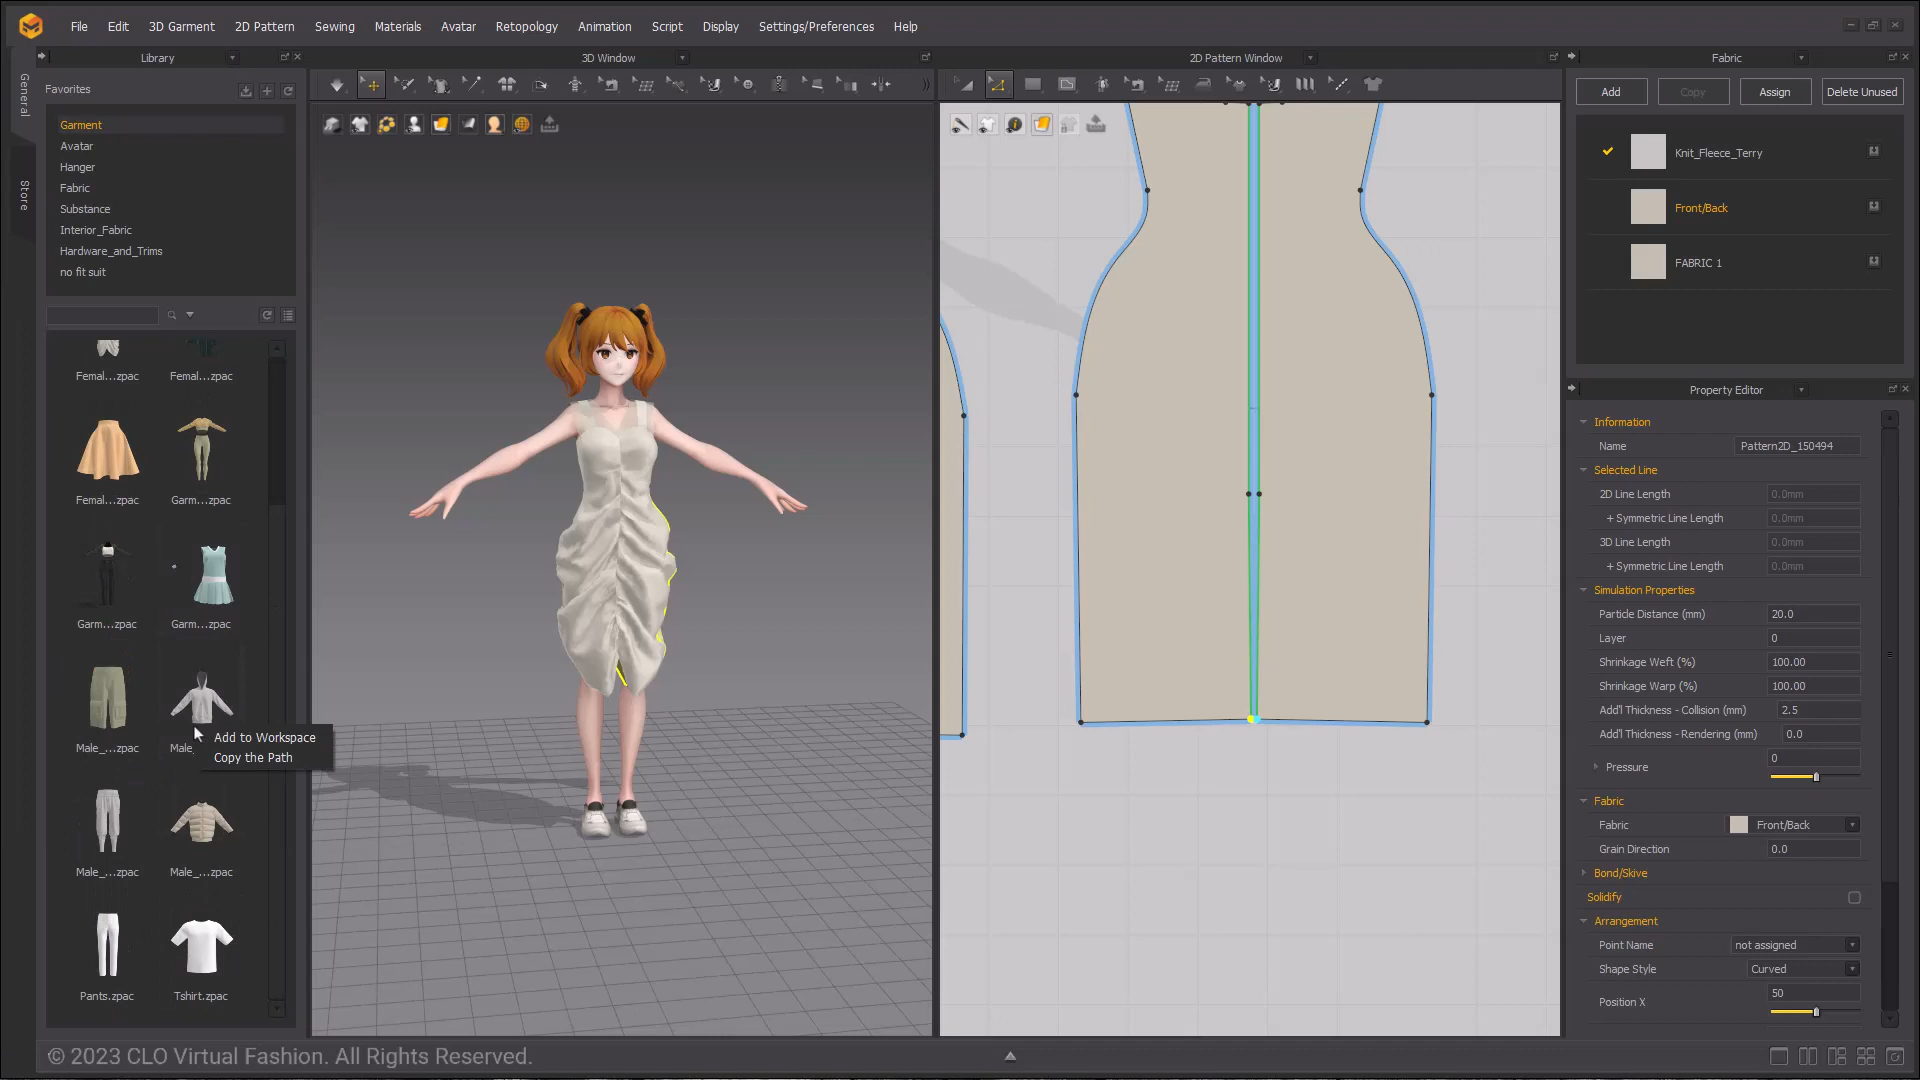 File Edit 3D Garment 2D Pattern Sewing Materials Avatar Retopology Animation Script Display Settings/Preferences Help
Library
3D Window
2D Pattern Window
Fabric
General
Store
Favorites
Garment
Avatar
Hanger
Fabric
Substance
Interior_Fabric
Hardware_and_Trims
no fit suit
Femal...zpac Femal...zpac
Femal...zpac Garm...zpac
Garm...zpac Garm...zpac
Male_...zpac Male_
Add to Workspace
Copy the Path
Male_...zpac Male_...zpac
Pants.zpac Tshirt.zpac
Add Copy Assign Delete Unused
Knit_Fleece_Terry
Front/Back
FABRIC 1
Property Editor
Information
Name Pattern2D_150494
Selected Line
2D Line Length 0.0mm
+ Symmetric Line Length 0.0mm
3D Line Length 0.0mm
+ Symmetric Line Length 0.0mm
Simulation Properties
Particle Distance (mm) 20.0
Layer 0
Shrinkage Weft (%) 100.00
Shrinkage Warp (%) 100.00
Add'l Thickness - Collision (mm) 2.5
Add'l Thickness - Rendering (mm) 0.0
Pressure 0
Fabric
Fabric Front/Back
Grain Direction 0.0
Bond/Skive
Solidify
Arrangement
Point Name not assigned
Shape Style Curved
Position X 50
© 2023 CLO Virtual Fashion. All Rights Reserved.